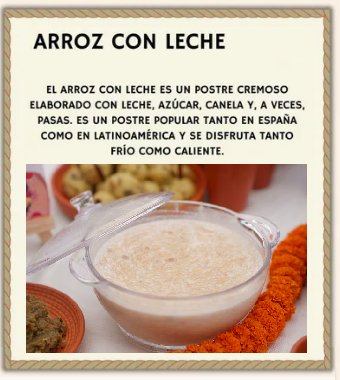 ARROZ CON LECHE
EL ARROZ CON LECHE ES UN POSTRE CREMOSO
ELABORADO CON LECHE, AZÚCAR, CANELA Y, A VECES,
PASAS. ES UN POSTRE POPULAR TANTO EN ESPAÑA
COMO EN LATINOAMÉRICA Y SE DISFRUTA TANTO
FRÍO COMO CALIENTE.